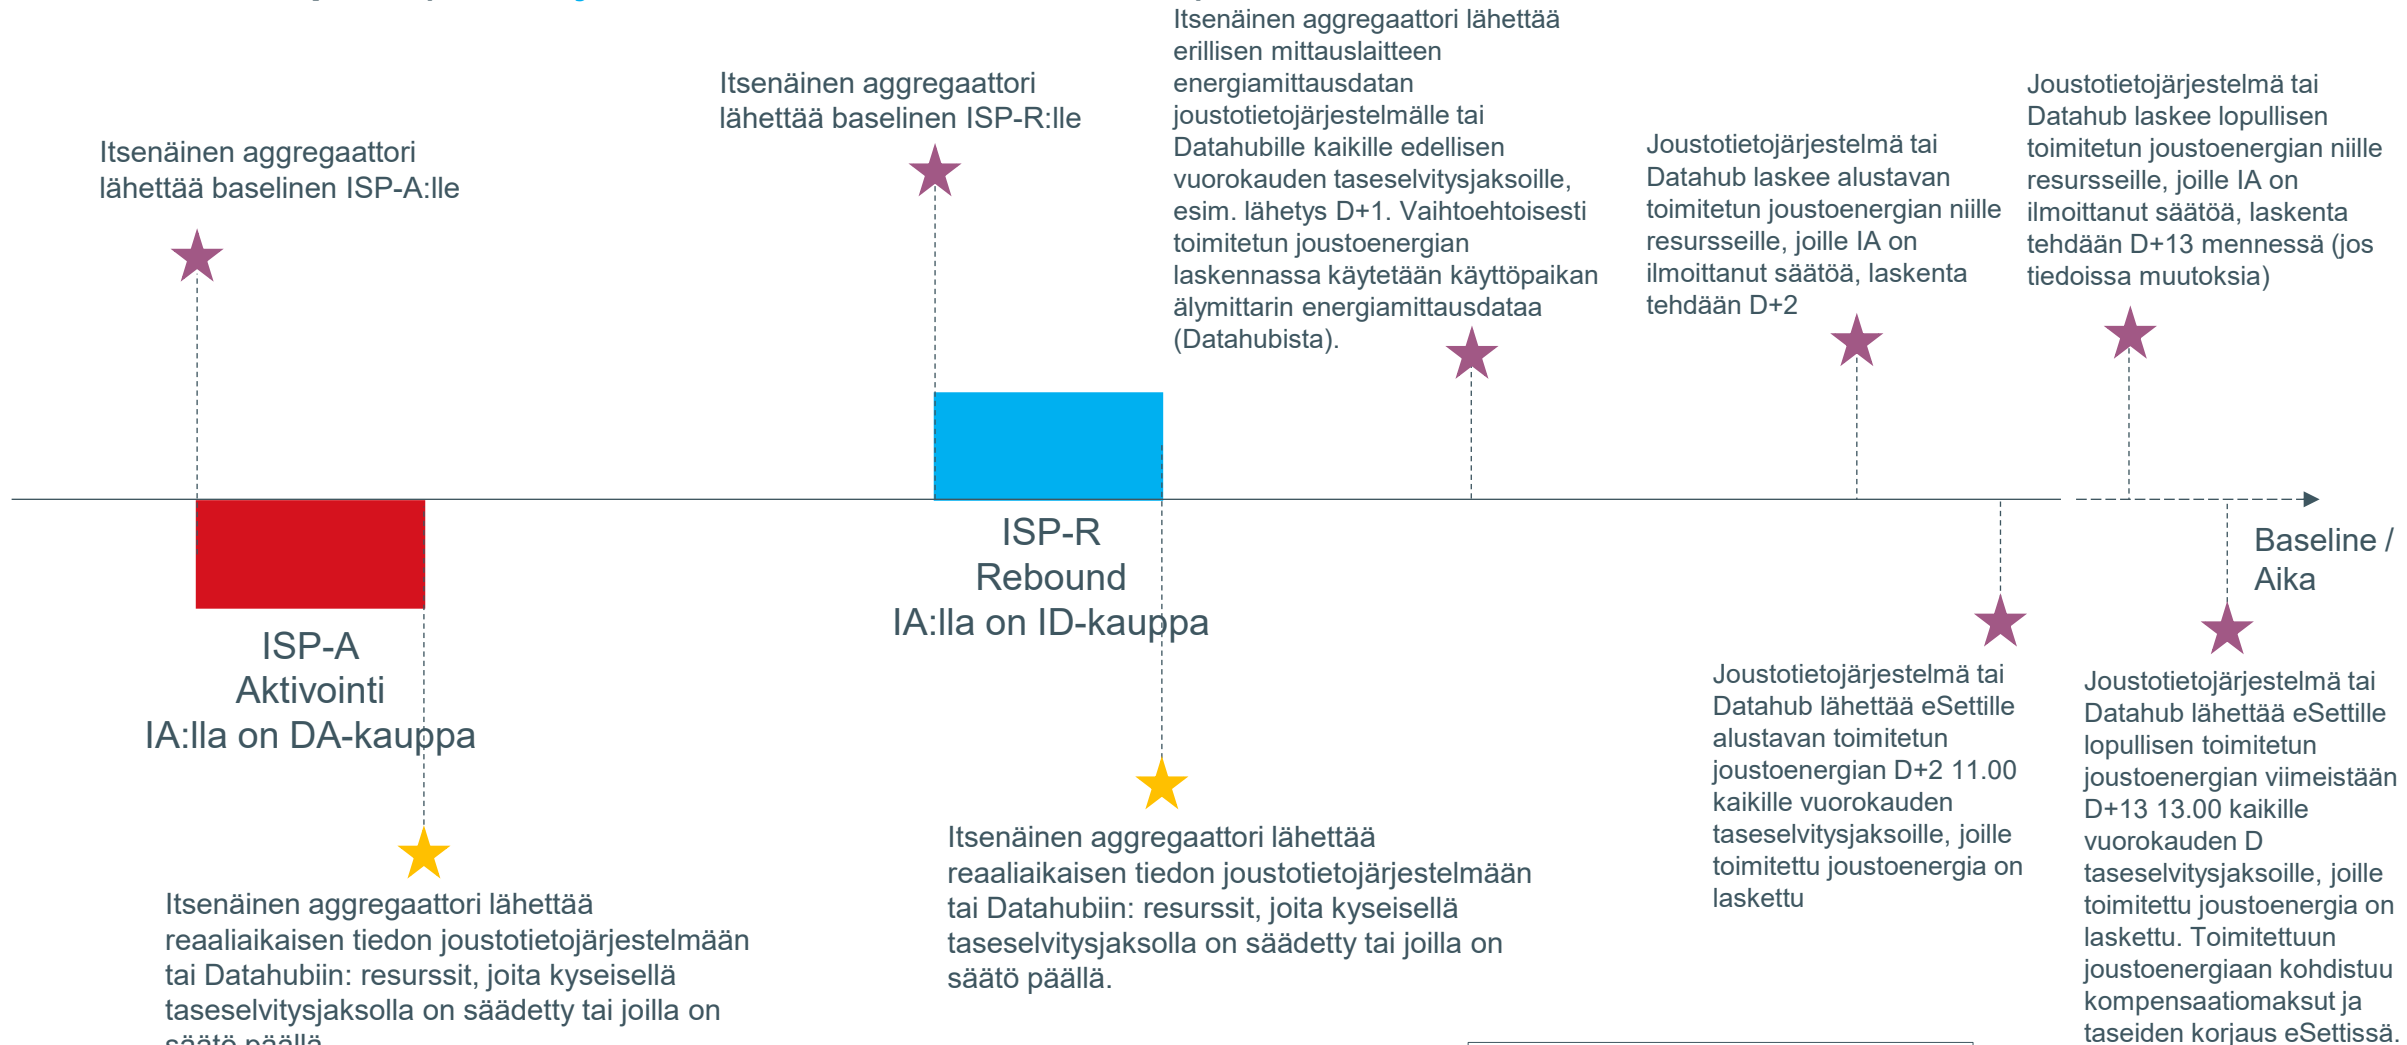 Itsenäinen aggregaattori
lähettää baselinen ISP-A:lle
Itsenäinen aggregaattori
lähettää baselinen ISP-R:lle
Itsenäinen aggregaattori lähettää
erillisen mittauslaitteen
energiamittausdatan
joustotietojärjestelmälle tai
Datahubille kaikille edellisen
vuorokauden taseselvitysjaksoille,
esim. lähetys D+1. Vaihtoehtoisesti
toimitetun joustoenergian
laskennassa käytetään käyttöpaikan
älymittarin energiamittausdataa
(Datahubista).
Joustotietojärjestelmä tai
Datahub laskee alustavan
toimitetun joustoenergian niille
resursseille, joille IA on
ilmoittanut säätöä, laskenta
tehdään D+2
Joustotietojärjestelmä tai
Datahub laskee lopullisen
toimitetun joustoenergian niille
resursseille, joille IA on
ilmoittanut säätöä, laskenta
tehdään D+13 mennessä (jos
tiedoissa muutoksia)
ISP-A
Aktivointi
IA:lla on DA-kauppa
ISP-R
Rebound
IA:lla on ID-kauppa
Baseline /
Aika
Itsenäinen aggregaattori lähettää
reaaliaikaisen tiedon joustotietojärjestelmään
tai Datahubiin: resurssit, joita kyseisellä
taseselvitysjaksolla on säädetty tai joilla on
säätö päällä
Itsenäinen aggregaattori lähettää
reaaliaikaisen tiedon joustotietojärjestelmään
tai Datahubiin: resurssit, joita kyseisellä
taseselvitysjaksolla on säädetty tai joilla on
säätö päällä.
Joustotietojärjestelmä tai
Datahub lähettää eSettille
alustavan toimitetun
joustoenergian D+2 11.00
kaikille vuorokauden
taseselvitysjaksoille, joille
toimitettu joustoenergia on
laskettu
Joustotietojärjestelmä tai
Datahub lähettää eSettille
lopullisen toimitetun
joustoenergian viimeistään
D+13 13.00 kaikille
vuorokauden D
taseselvitysjaksoille, joille
toimitettu joustoenergia on
laskettu. Toimitettuun
joustoenergiaan kohdistuu
kompensaatiomaksut ja
taseiden korjaus eSettissä.